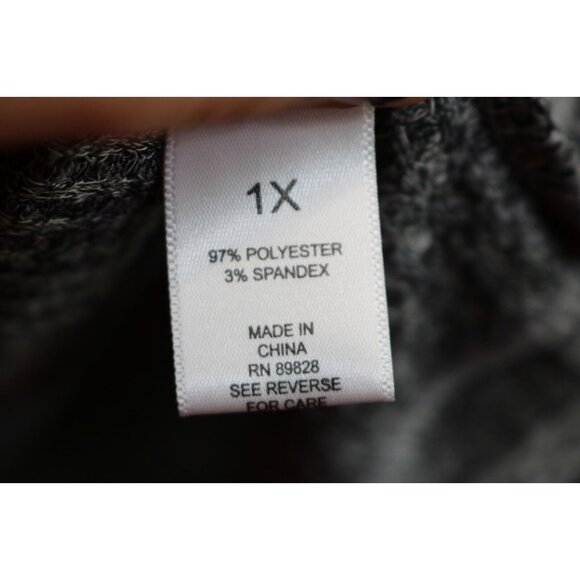 1X
97% POLYESTER
3% SPANDEX
MADE IN
CHINA
RN 89828
SEE REVERSE
FOR CARE